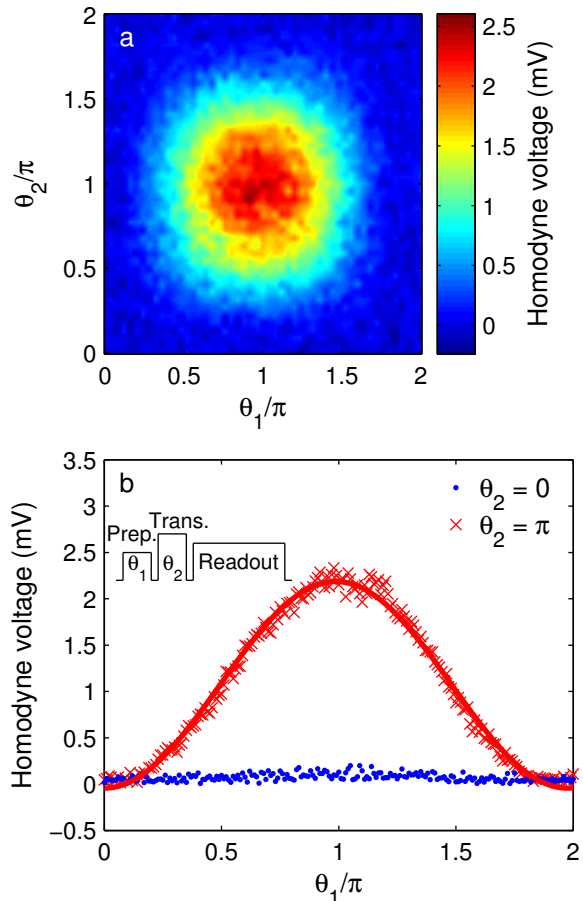 a
2
1.5
1
0.5
0
θ₂/π
0.5
1
1.5
2
θ₁/π
2.5
2
1.5
1
0.5
0
Homodyne voltage (mV)
b
3.5
3
2.5
2
1.5
1
0.5
0
−0.5
Homodyne voltage (mV)
θ₂ = 0
θ₂ = π
Prep. Trans.
θ₁ θ₂ Readout
0
0.5
1
1.5
2
θ₁/π